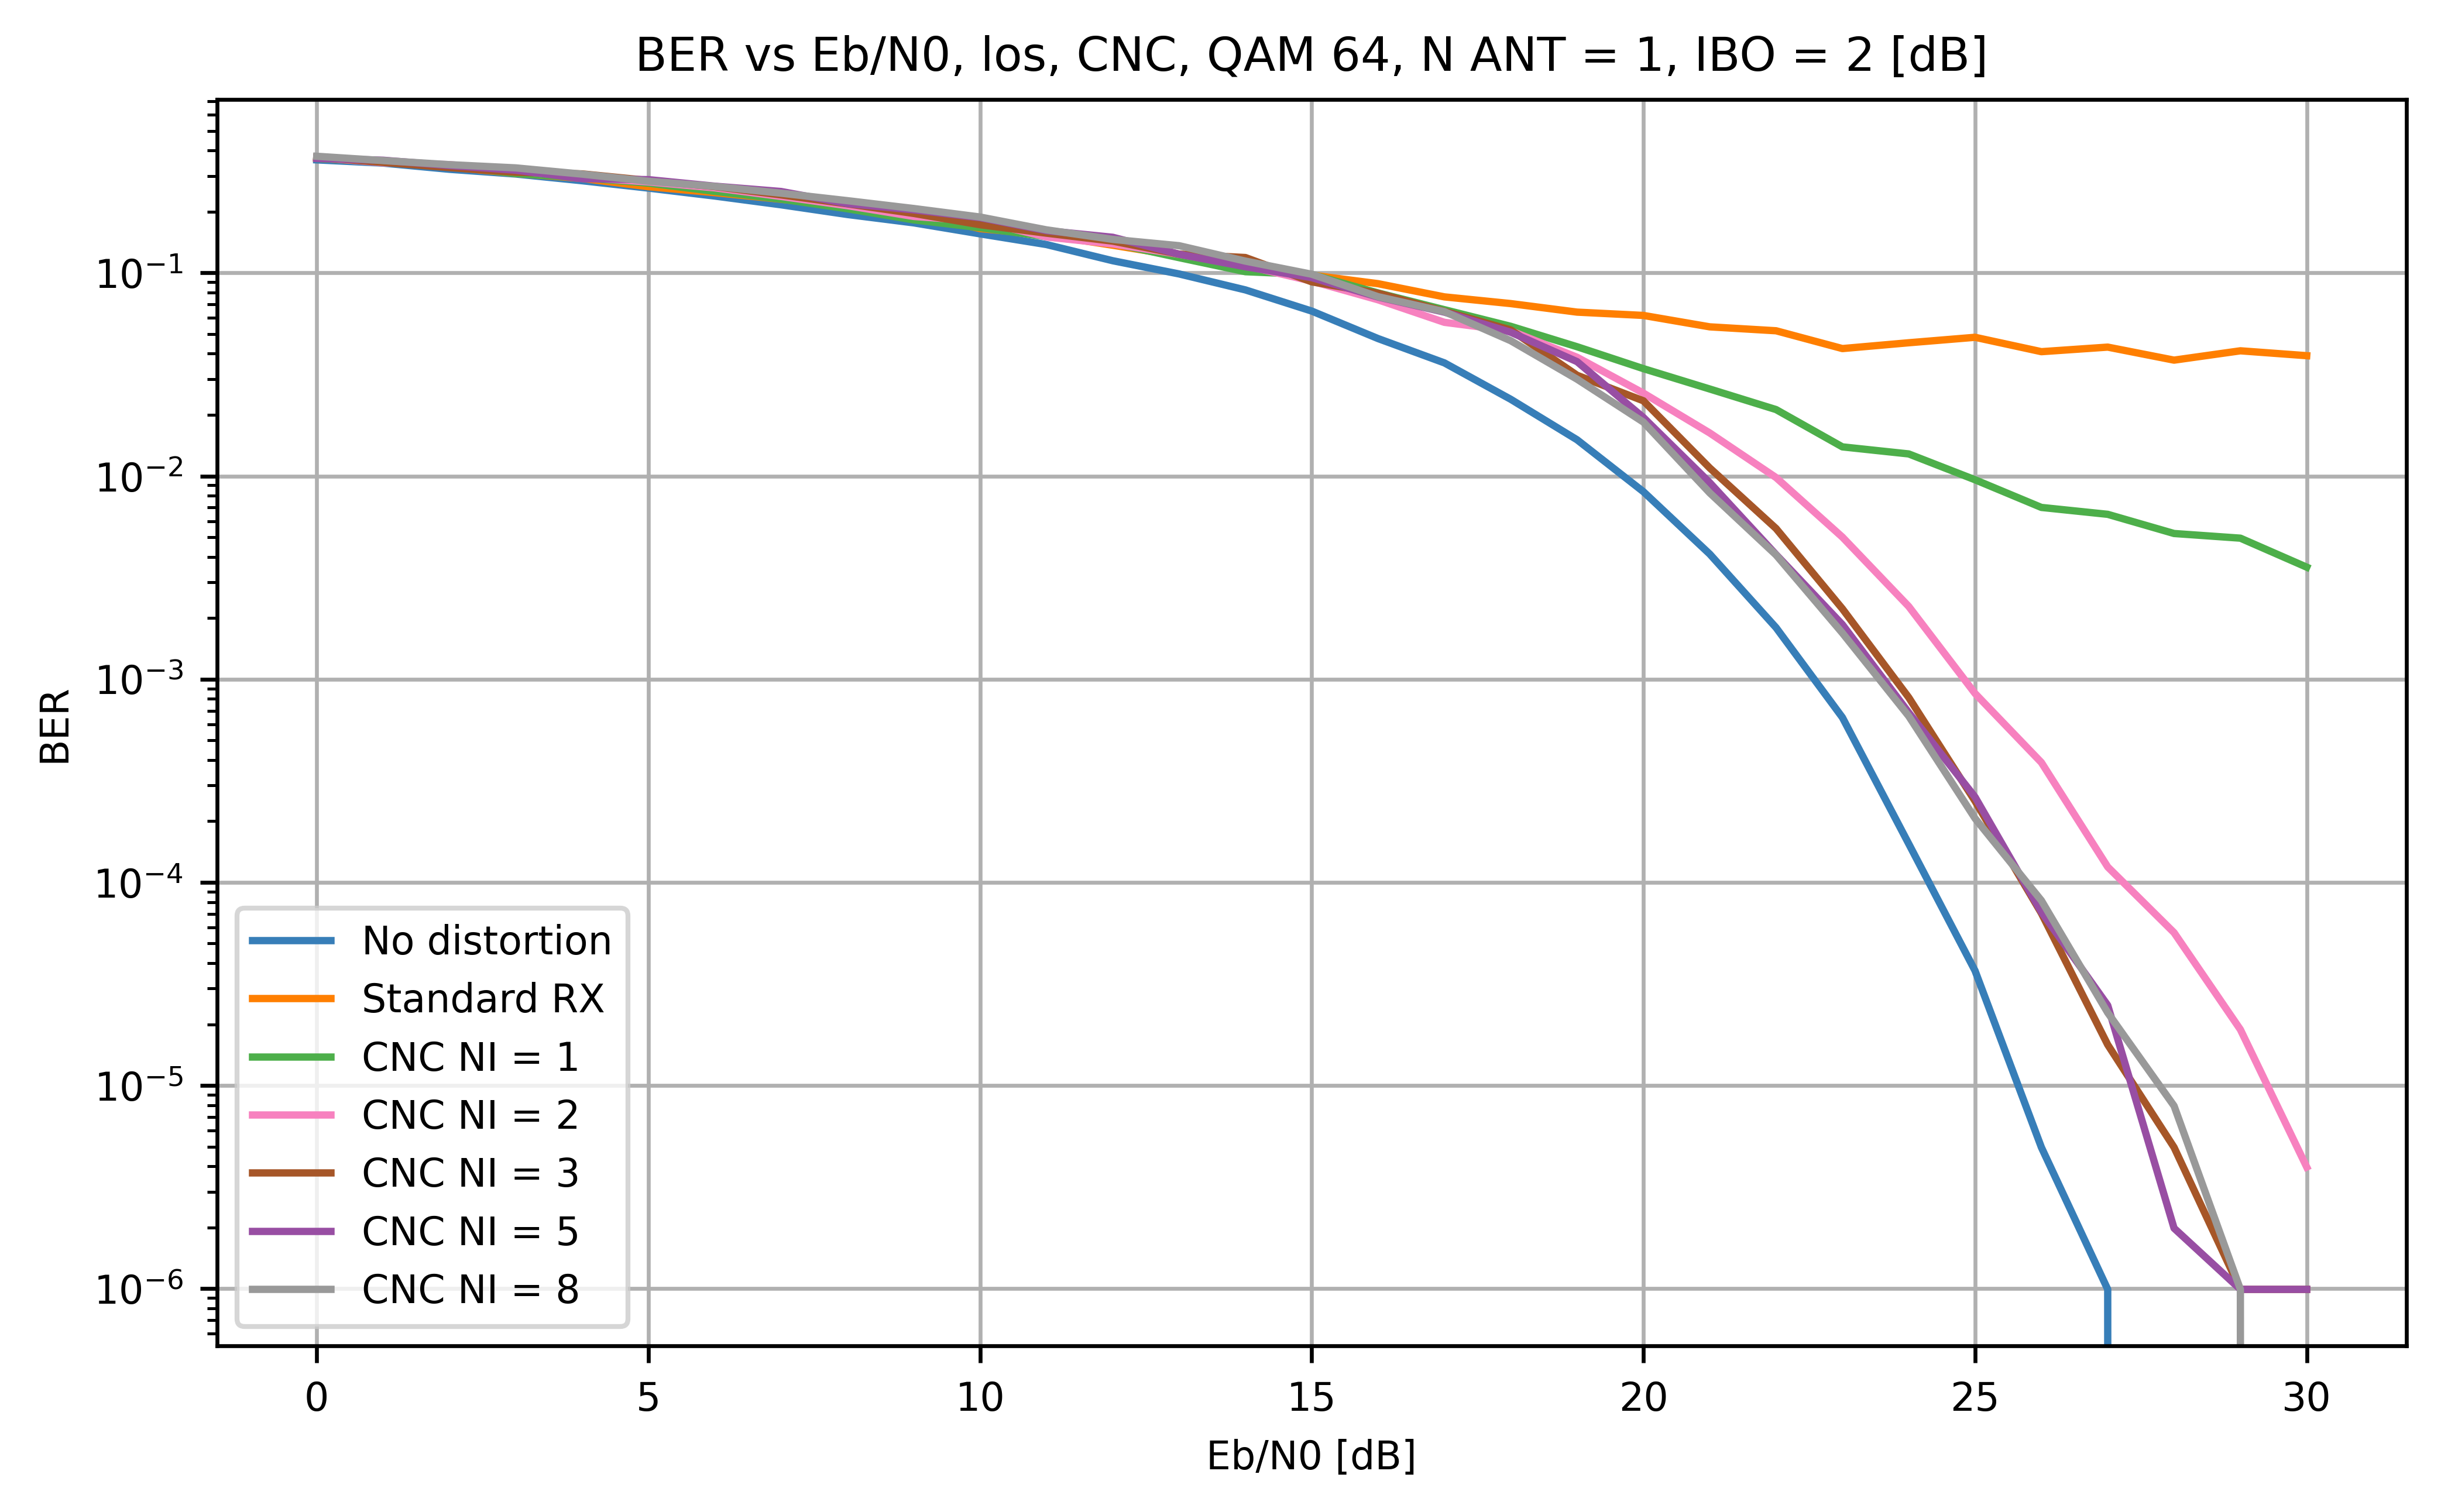 BER vs Eb/N0, los, CNC, QAM 64, N ANT = 1, IBO = 2 [dB]
BER
10⁻¹
10⁻²
10⁻³
10⁻⁴
10⁻⁵
10⁻⁶
No distortion
Standard RX
CNC NI = 1
CNC NI = 2
CNC NI = 3
CNC NI = 5
CNC NI = 8
0 5 10 15 20 25 30
Eb/N0 [dB]